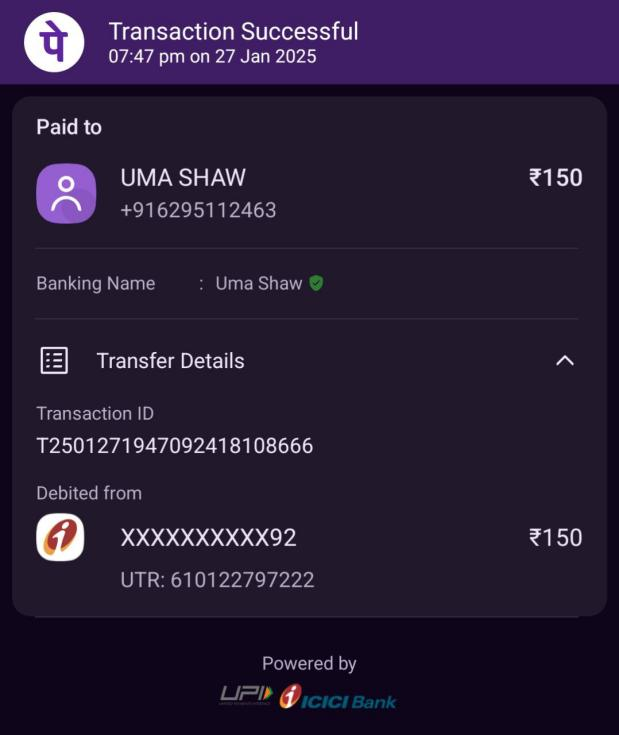 पे
Transaction Successful
07:47 pm on 27 Jan 2025
Paid to
UMA SHAW ₹150
+916295112463
Banking Name : Uma Shaw
Transfer Details
Transaction ID
T2501271947092418108666
Debited from
XXXXXXXXXX92 ₹150
UTR: 610122797222
Powered by
UPI ICICI Bank